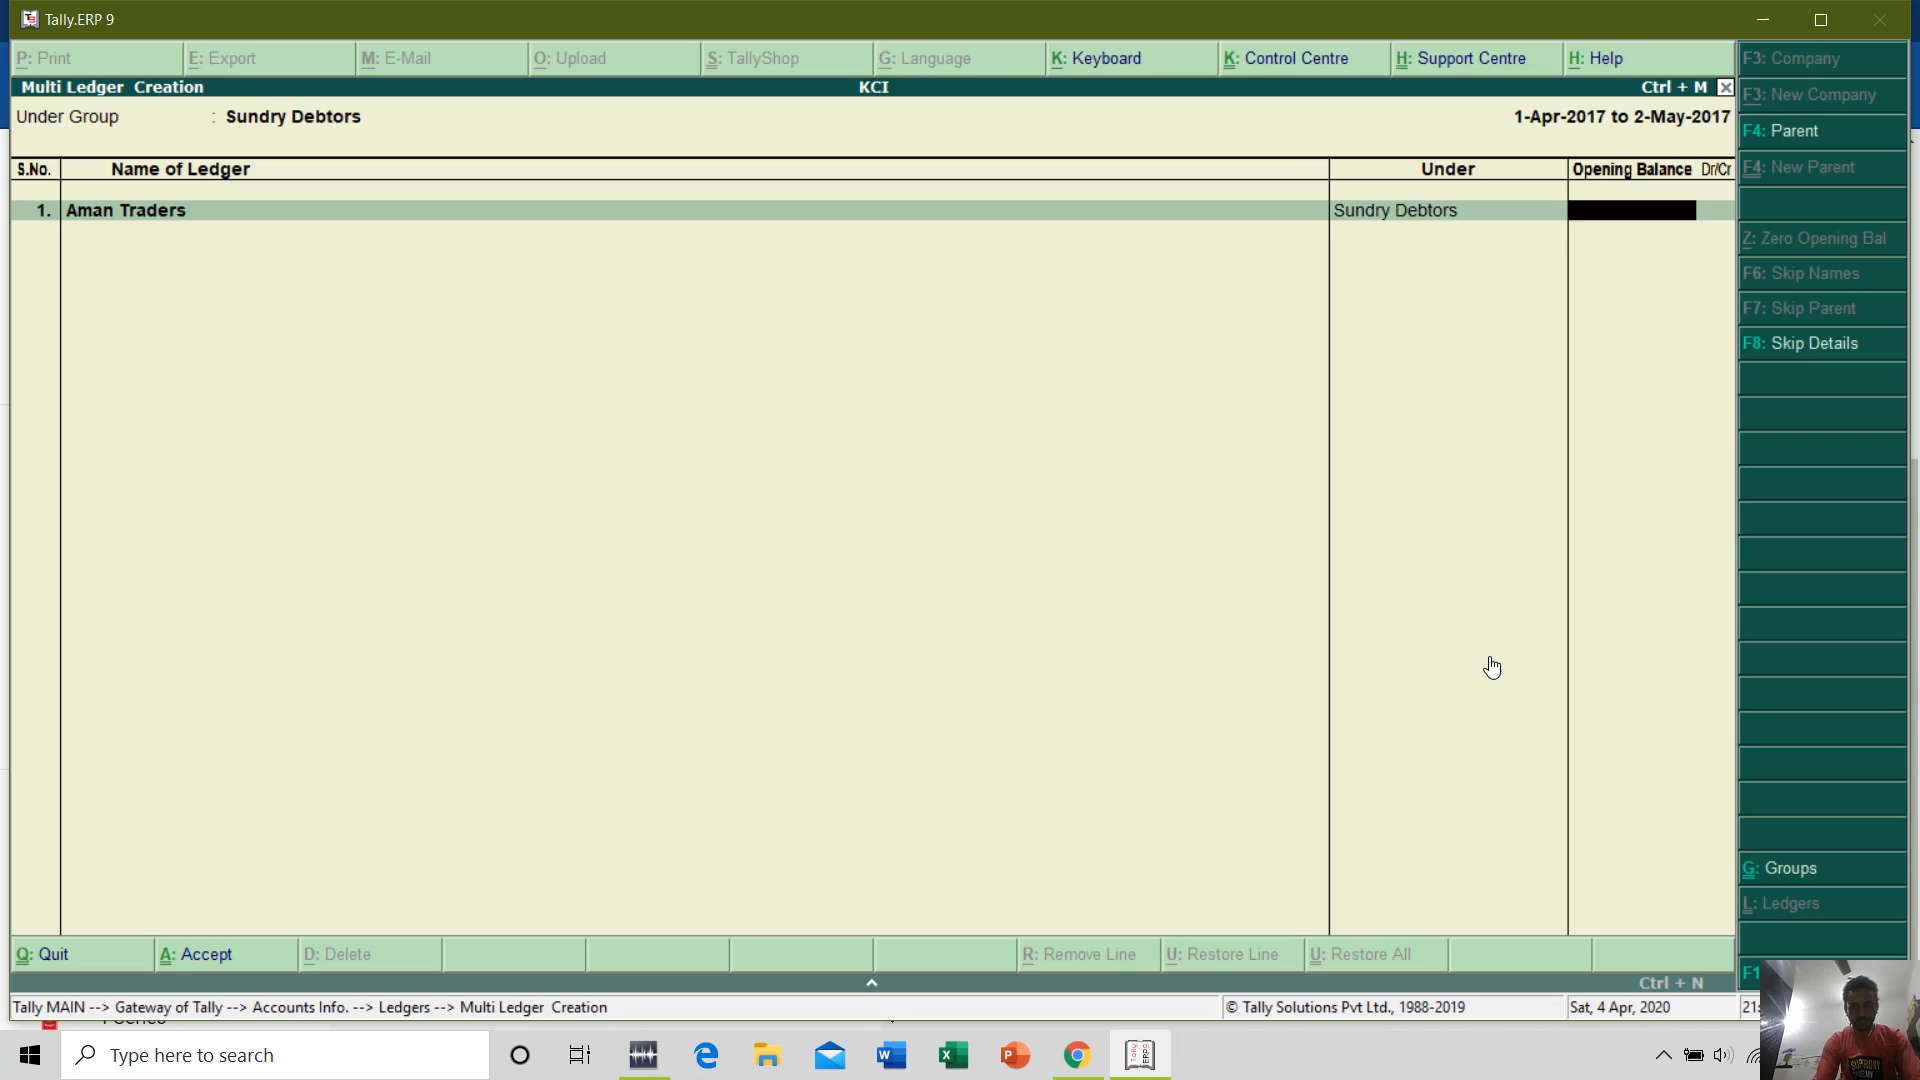 Tally.ERP 9
P: Print E: Export M: E-Mail O: Upload S: TallyShop G: Language K: Keyboard K: Control Centre H: Support Centre H: Help
Multi Ledger Creation KCI Ctrl + M
Under Group : Sundry Debtors 1-Apr-2017 to 2-May-2017
S.No. Name of Ledger Under Opening Balance Dr/Cr
1. Aman Traders Sundry Debtors
F3: Company
F3: New Company
F4: Parent
F4: New Parent
Z: Zero Opening Bal
F6: Skip Names
F7: Skip Parent
F8: Skip Details
G: Groups
L: Ledgers
Q: Quit A: Accept D: Delete R: Remove Line U: Restore Line U: Restore All
F1
Ctrl + N
Tally MAIN --> Gateway of Tally --> Accounts Info. --> Ledgers --> Multi Ledger Creation © Tally Solutions Pvt Ltd., 1988-2019 Sat, 4 Apr, 2020 21:
Type here to search